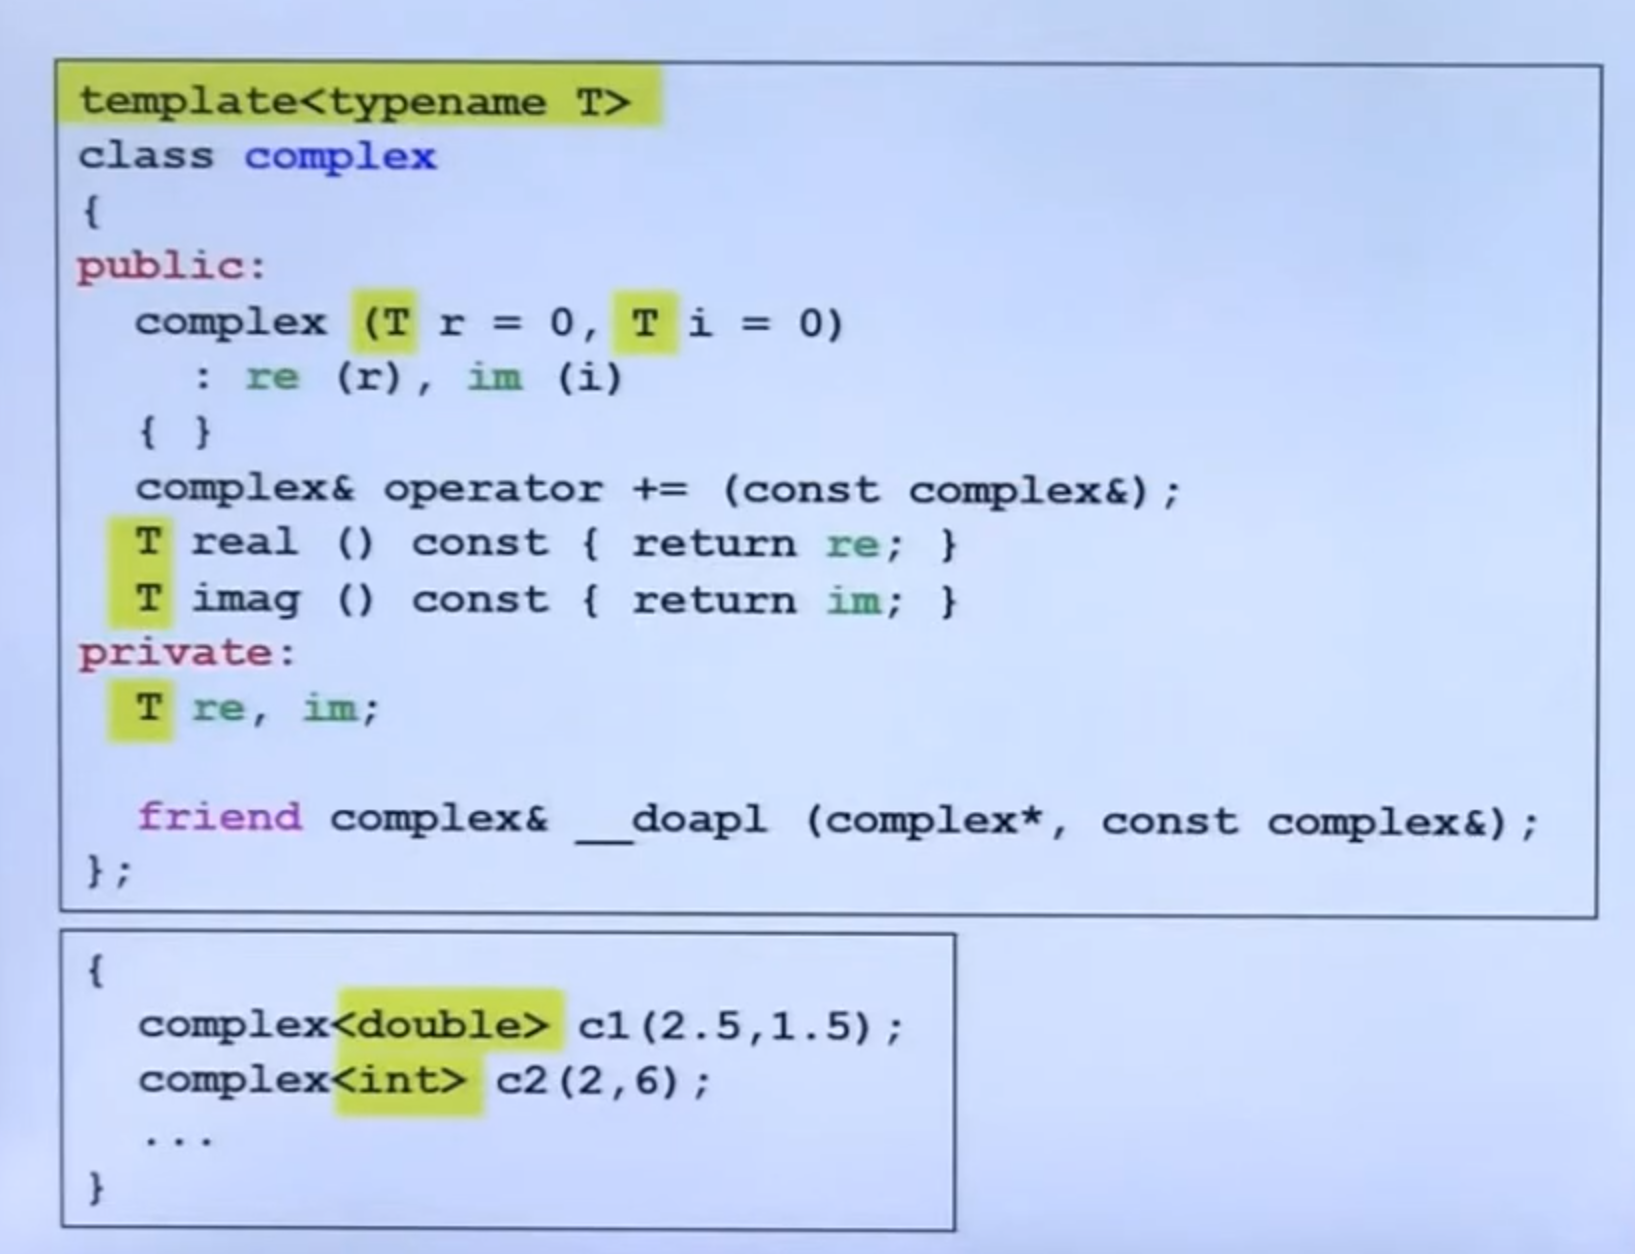 template<typename T>
class complex
{
public:
complex (T r = 0, T i = 0)
: re (r), im (i)
{ }
complex& operator += (const complex&);
T real () const { return re; }
T imag () const { return im; }
private:
T re, im;
friend complex& __doapl (complex*, const complex&);
};
{
complex<double> c1(2.5,1.5);
complex<int> c2(2,6);
...
}